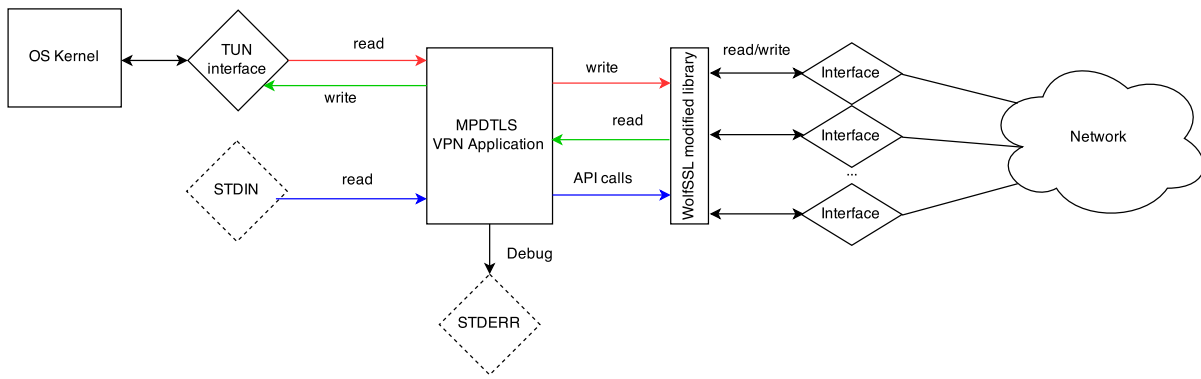 OS Kernel
TUN
interface
read
write
STDIN
read
MPDTLS
VPN Application
Debug
STDERR
write
read
API calls
WolfSSL modified library
read/write
Interface
Interface
...
Interface
Network